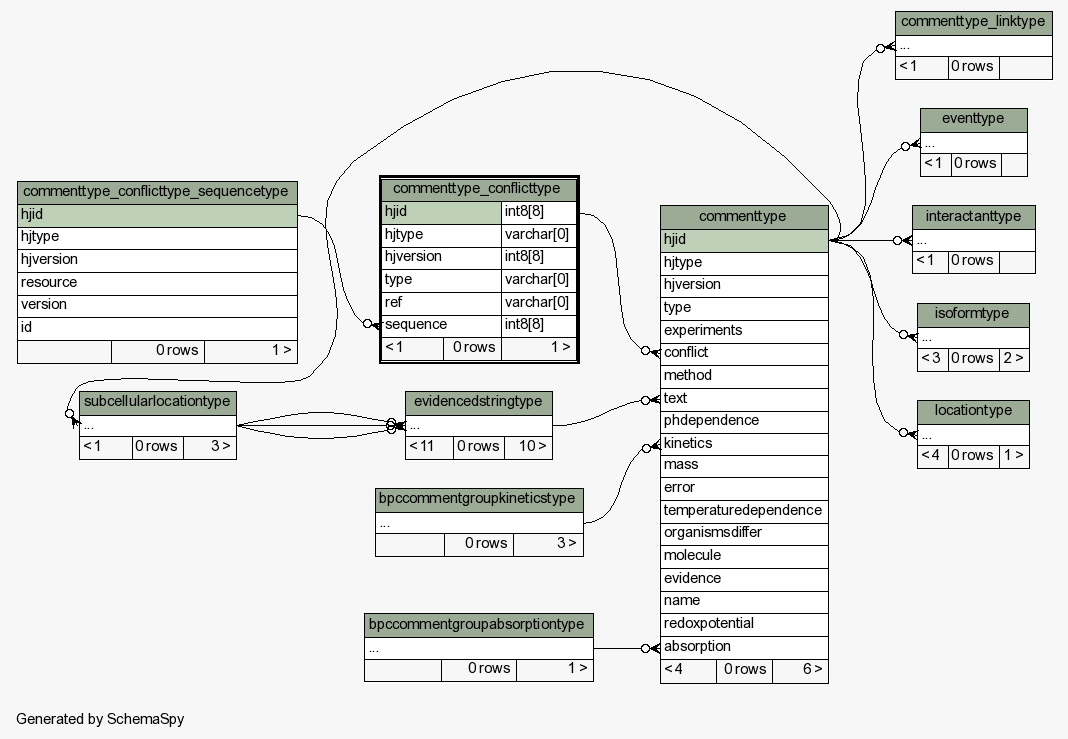 commenttype_linktype
...
< 1 0 rows
eventtype
...
< 1 0 rows
commenttype_conflicttype_sequencetype
hjid
hjtype
hjversion
resource
version
id
0 rows 1 >
commenttype_conflicttype
hjid int8[8]
hjtype varchar[0]
hjversion int8[8]
type varchar[0]
ref varchar[0]
sequence int8[8]
< 1 0 rows 1 >
commenttype
hjid
hjtype
hjversion
type
experiments
conflict
method
text
phdependence
kinetics
mass
error
temperaturedependence
organismsdiffer
molecule
evidence
name
redoxpotential
absorption
< 4 0 rows 6 >
interactanttype
...
< 1 0 rows
isoformtype
...
< 3 0 rows 2 >
locationtype
...
< 4 0 rows 1 >
subcellularlocationtype
...
< 1 0 rows 3 >
evidencedstringtype
...
< 11 0 rows 10 >
bpccommentgroupkineticstype
...
0 rows 3 >
bpccommentgroupabsorptiontype
...
0 rows 1 >
Generated by SchemaSpy